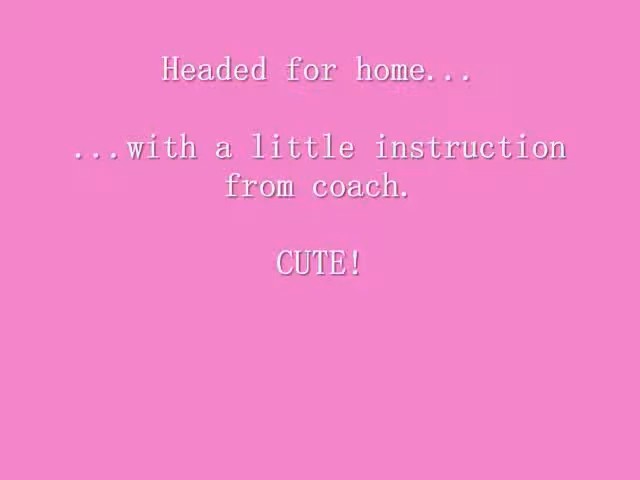 Headed for home...
...with a little instruction
from coach.
CUTE!